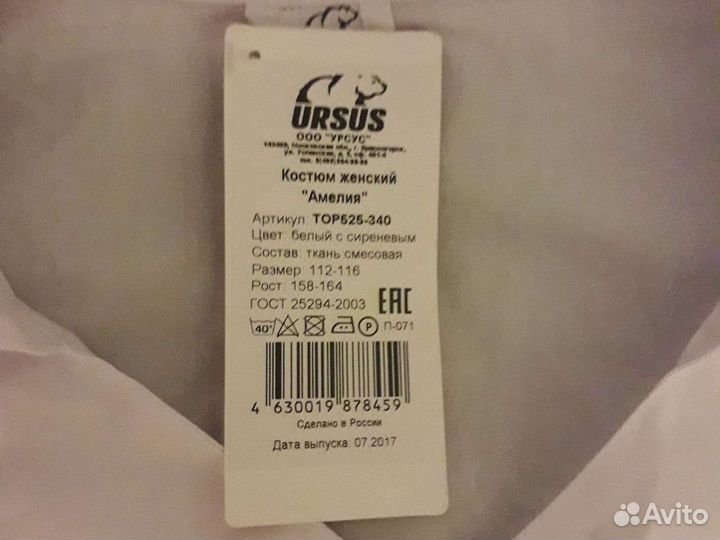 URSUS
ООО "УРСУС"
Костюм женский
"Амелия"
Артикул ТОР525-340
Цвет: белый с сиреневым
Состав: ткань смесовая
Размер: 112-116
Рост: 158-164
ГОСТ 25294-2003 EAC
40° P П-071
4 630019 878459
Сделано в России
Дата выпуска: 07.2017
Avito